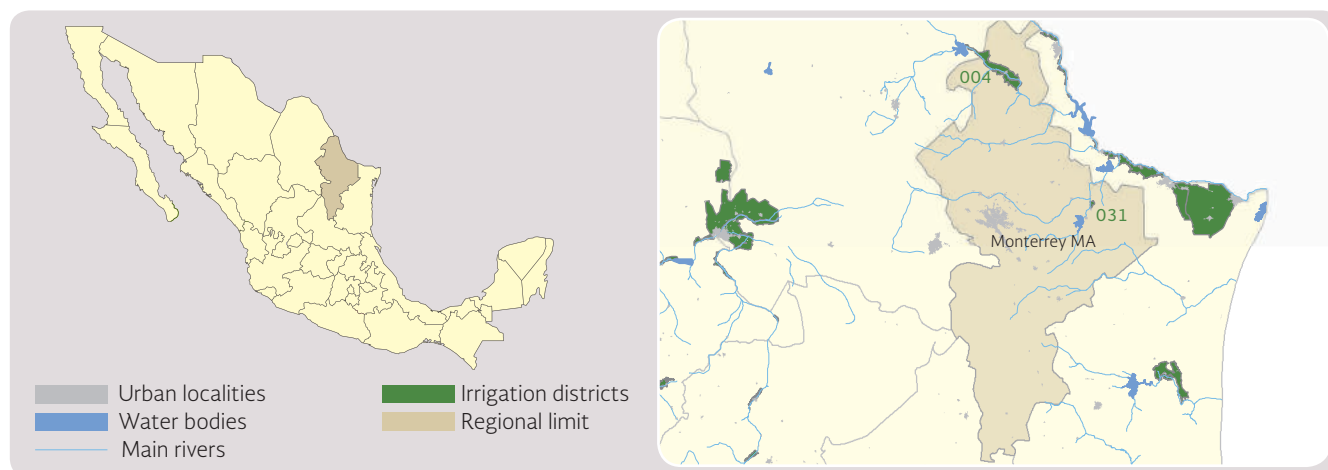 Urban localities
Water bodies
Main rivers
Irrigation districts
Regional limit
004
031
Monterrey MA